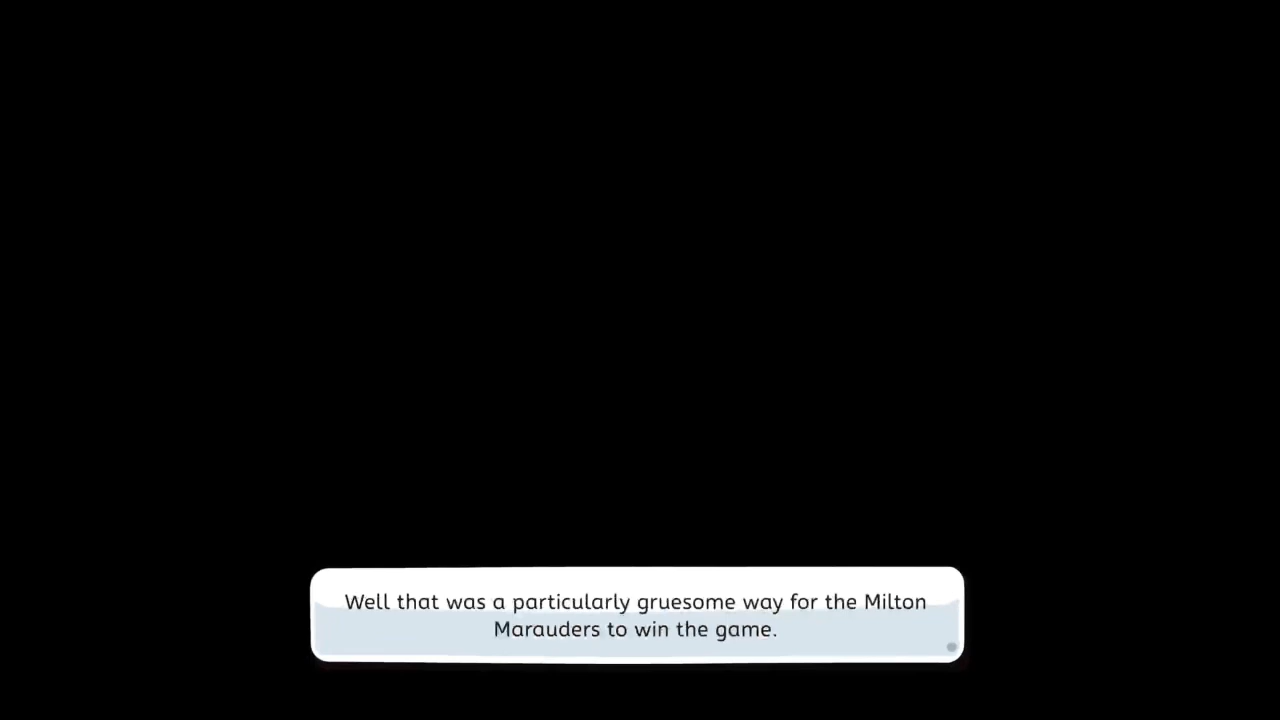 Well that was a particularly gruesome way for the Milton
Marauders to win the game.